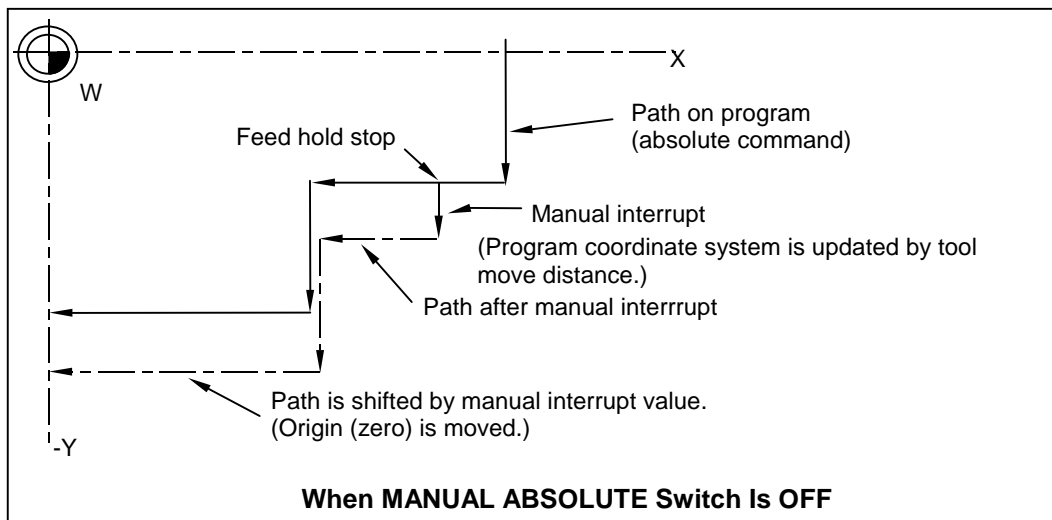 X
W
Path on program
(absolute command)
Feed hold stop
Manual interrupt
(Program coordinate system is updated by tool
move distance.)
Path after manual interrrupt
Path is shifted by manual interrupt value.
(Origin (zero) is moved.)
-Y
When MANUAL ABSOLUTE Switch Is OFF